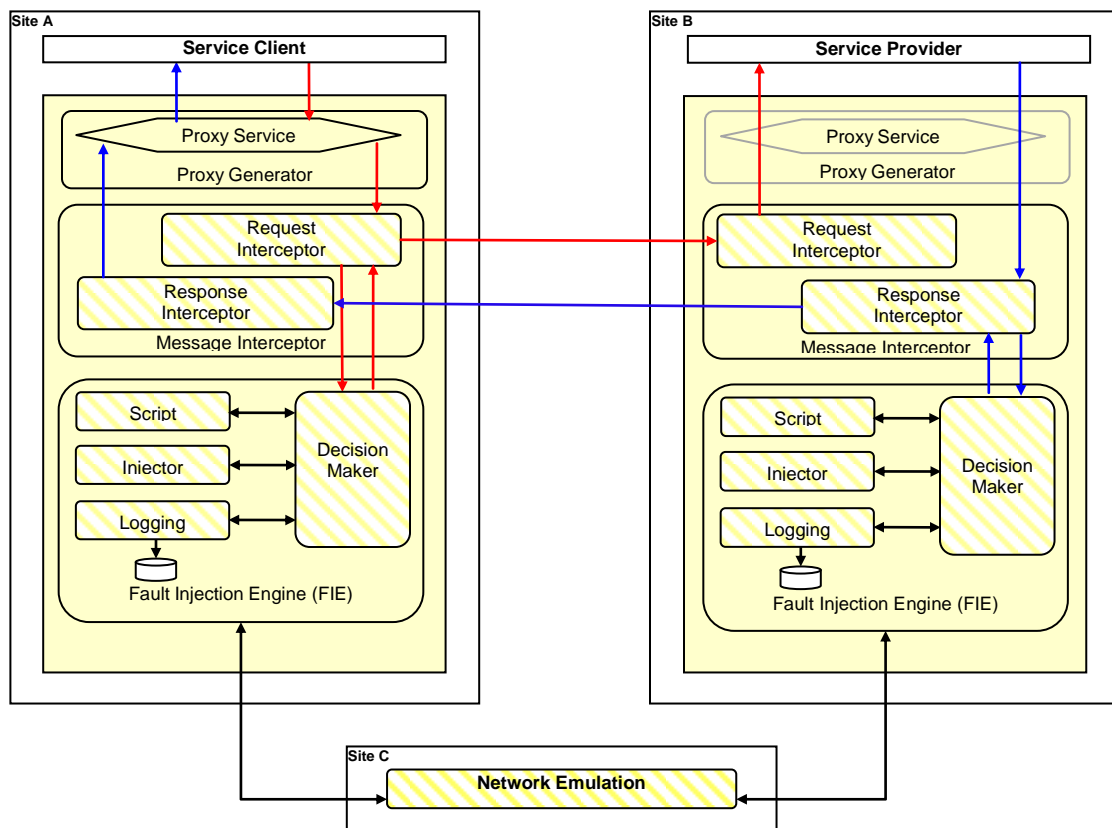 Site A
Service Client
Proxy Service
Proxy Generator
Request
Interceptor
Response
Interceptor
Message Interceptor
Script
Injector
Logging
Decision
Maker
Fault Injection Engine (FIE)
Site B
Service Provider
Proxy Service
Proxy Generator
Request
Interceptor
Response
Interceptor
Message Interceptor
Script
Injector
Logging
Decision
Maker
Fault Injection Engine (FIE)
Site C
Network Emulation